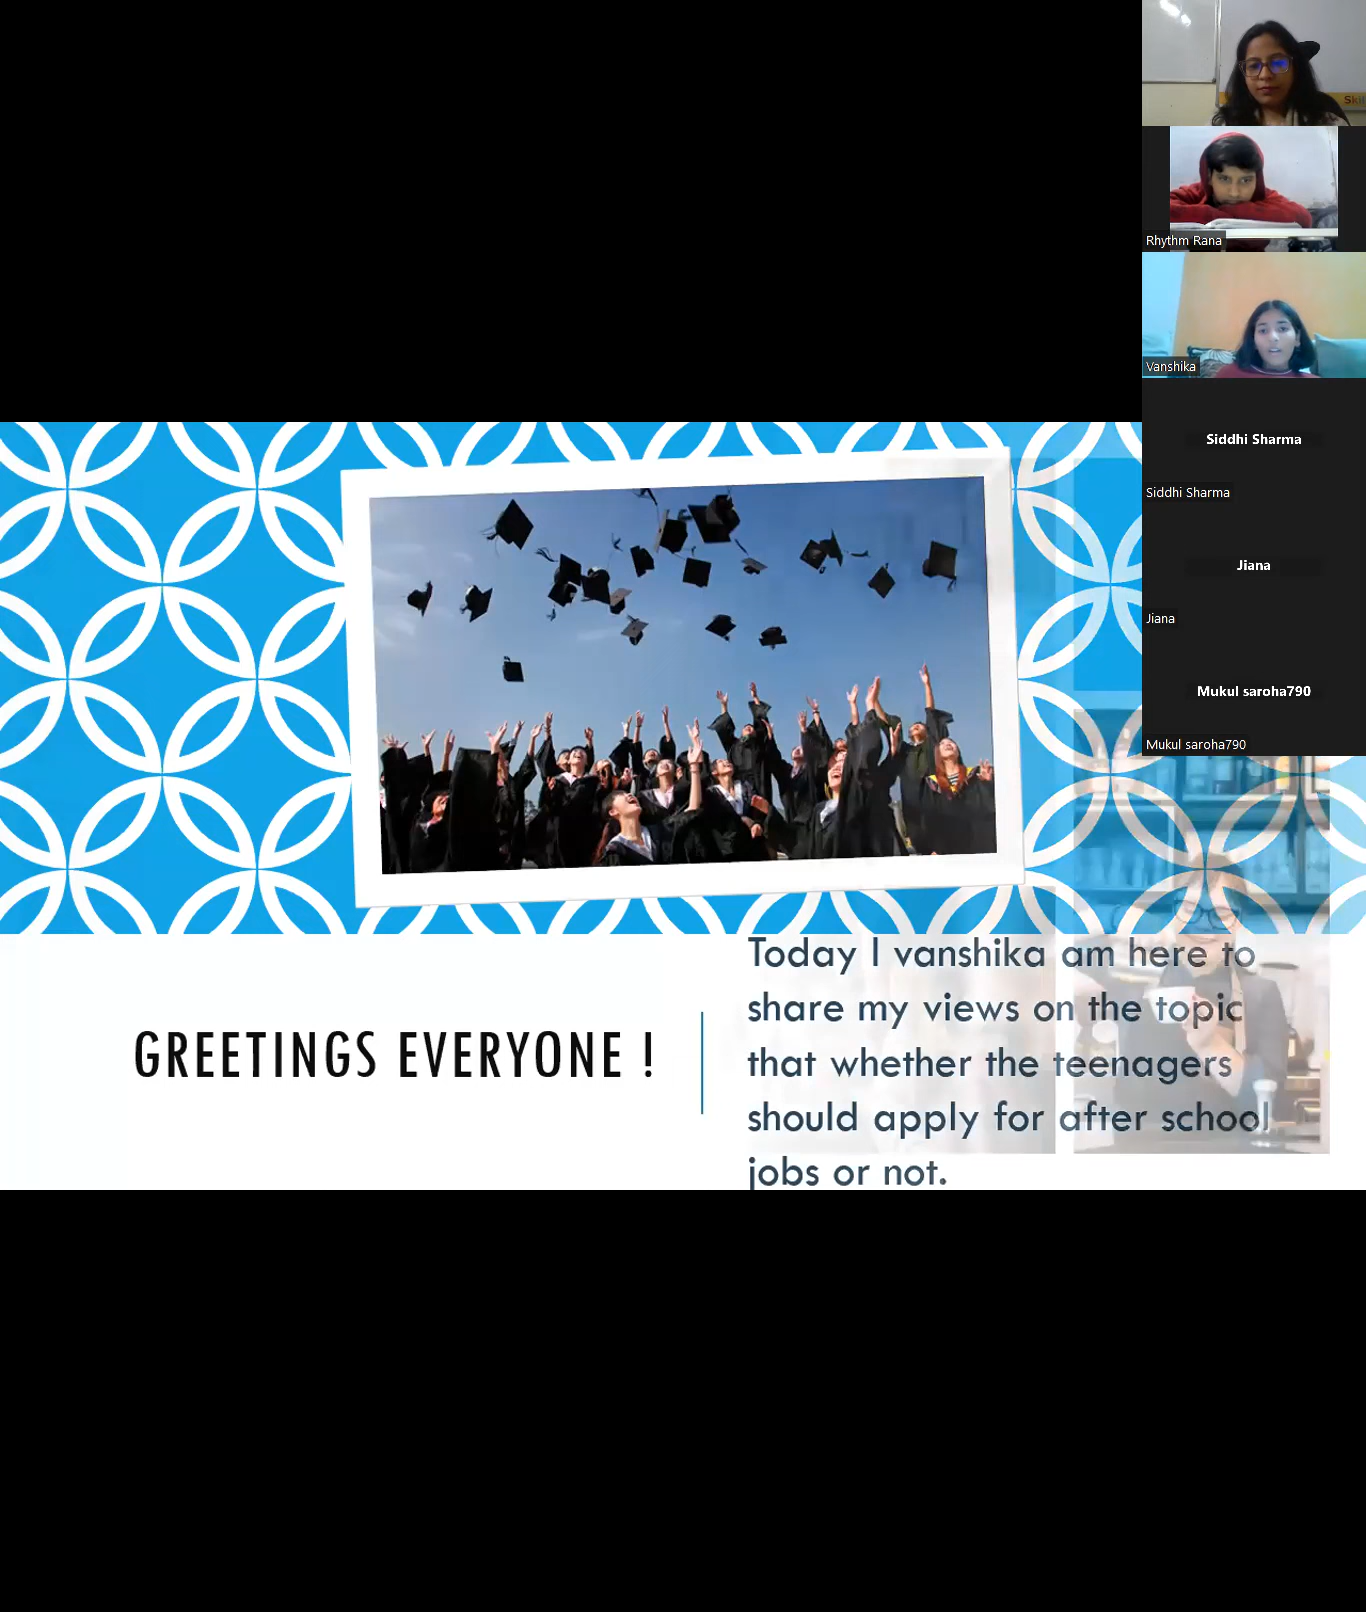 Skil
Rhythm Rana
Vanshika
Siddhi Sharma
Siddhi Sharma
Jiana
Jiana
Mukul saroha790
Mukul saroha790
GREETINGS EVERYONE !
Today I vanshika am here to
share my views on the topic
that whether the teenagers
should apply for after school
jobs or not.